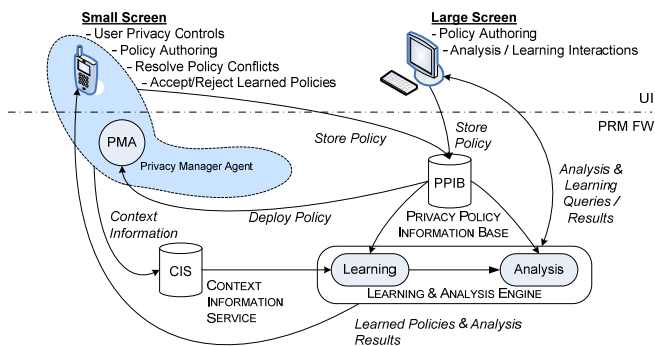 Small Screen
- User Privacy Controls
- Policy Authoring
- Resolve Policy Conflicts
- Accept/Reject Learned Policies
Large Screen
- Policy Authoring
- Analysis / Learning Interactions
UI
PRM FW
Store Policy
Store
Policy
PMA
Privacy Manager Agent
PPIB
PRIVACY POLICY
INFORMATION BASE
Analysis &
Learning
Queries /
Results
Deploy Policy
Context
Information
CIS
CONTEXT
INFORMATION
SERVICE
Learning
Analysis
LEARNING & ANALYSIS ENGINE
Learned Policies & Analysis
Results